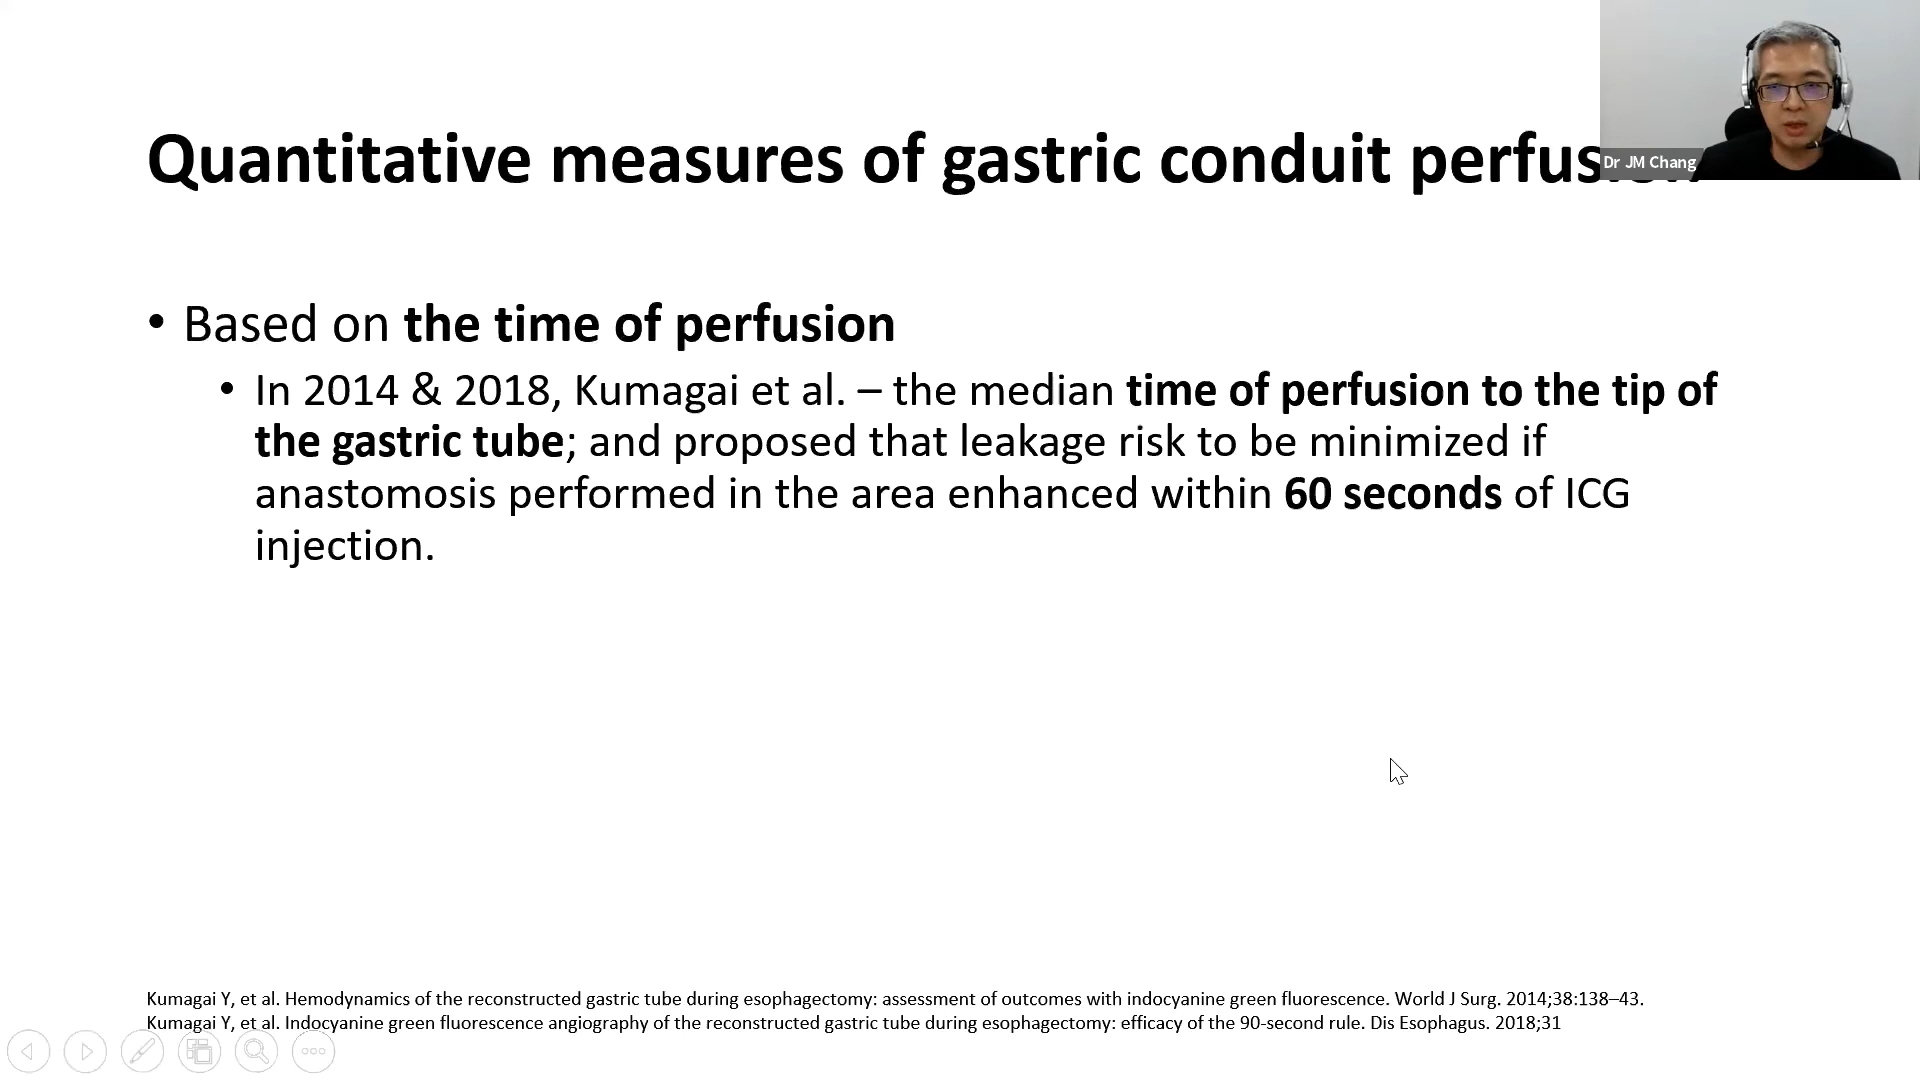 Quantitative measures of gastric conduit
Dr JM Chang
• Based on the time of perfusion
• In 2014 & 2018, Kumagai et al. – the median time of perfusion to the tip of
the gastric tube; and proposed that leakage risk to be minimized if
anastomosis performed in the area enhanced within 60 seconds of ICG
injection.
Kumagai Y, et al. Hemodynamics of the reconstructed gastric tube during esophagectomy: assessment of outcomes with indocyanine green fluorescence. World J Surg. 2014;38:138–43.
Kumagai Y, et al. Indocyanine green fluorescence angiography of the reconstructed gastric tube during esophagectomy: efficacy of the 90-second rule. Dis Esophagus. 2018;31